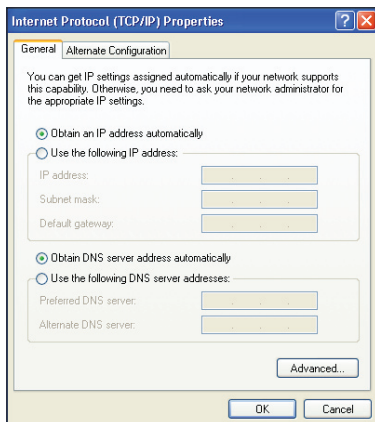 Internet Protocol (TCP/IP) Properties
General Alternate Configuration
You can get IP settings assigned automatically if your network supports
this capability. Otherwise, you need to ask your network administrator for
the appropriate IP settings.
Obtain an IP address automatically
Use the following IP address:
IP address:
Subnet mask:
Default gateway:
Obtain DNS server address automatically
Use the following DNS server addresses:
Preferred DNS server:
Alternate DNS server:
Advanced...
OK Cancel